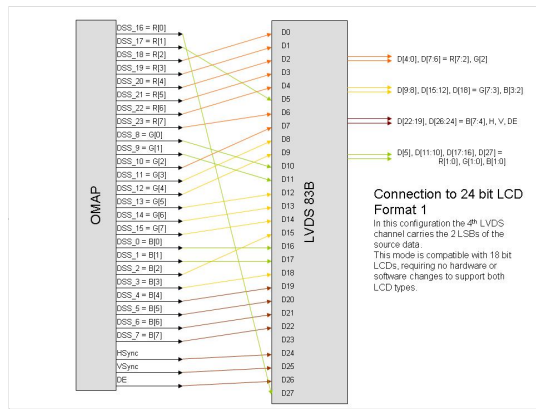 OMAP
DSS_16 = R[0]
DSS_17 = R[1]
DSS_18 = R[2]
DSS_19 = R[3]
DSS_20 = R[4]
DSS_21 = R[5]
DSS_22 = R[6]
DSS_23 = R[7]
DSS_8 = G[0]
DSS_9 = G[1]
DSS_10 = G[2]
DSS_11 = G[3]
DSS_12 = G[4]
DSS_13 = G[5]
DSS_14 = G[6]
DSS_15 = G[7]
DSS_0 = B[0]
DSS_1 = B[1]
DSS_2 = B[2]
DSS_3 = B[3]
DSS_4 = B[4]
DSS_5 = B[5]
DSS_6 = B[6]
DSS_7 = B[7]
HSync
VSync
DE
LVDS 83B
D0
D1
D2
D3
D4
D5
D6
D7
D8
D9
D10
D11
D12
D13
D14
D15
D16
D17
D18
D19
D20
D21
D22
D23
D24
D25
D26
D27
D[4:0], D[7:6] = R[7:2], G[2]
D[9:8], D[15:12], D[18] = G[7:3], B[3:2]
D[22:19], D[26:24] = B[7:4], H, V, DE
D[5], D[11:10], D[17:16], D[27] =
R[1:0], G[1:0], B[1:0]
Connection to 24 bit LCD
Format 1
In this configuration the 4th LVDS
channel carries the 2 LSBs of the
source data.
This mode is compatible with 18 bit
LCDs, requiring no hardware or
software changes to support both
LCD types.